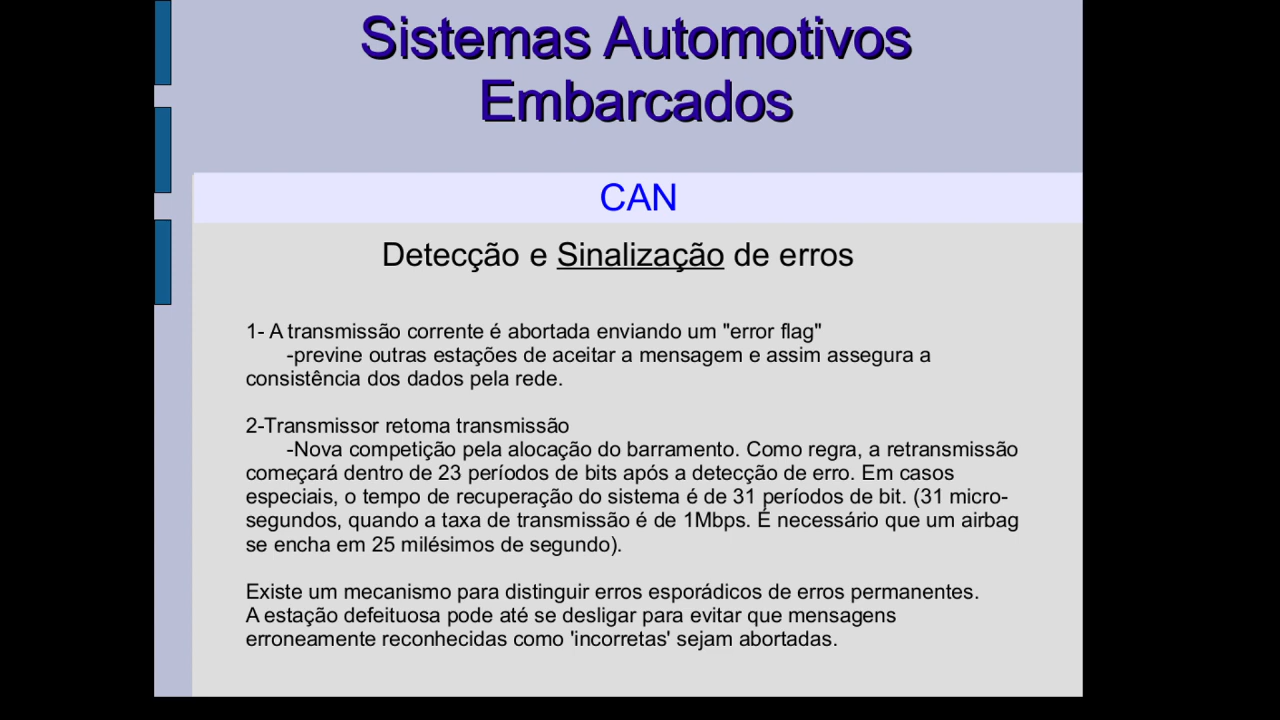 Sistemas Automotivos
Embarcados
CAN
Detecção e Sinalização de erros
1- A transmissão corrente é abortada enviando um "error flag"
-previne outras estações de aceitar a mensagem e assim assegura a
consistência dos dados pela rede.
2-Transmissor retoma transmissão
-Nova competição pela alocação do barramento. Como regra, a retransmissão
começará dentro de 23 períodos de bits após a detecção de erro. Em casos
especiais, o tempo de recuperação do sistema é de 31 períodos de bit. (31 micro-
segundos, quando a taxa de transmissão é de 1Mbps. É necessário que um airbag
se encha em 25 milésimos de segundo).
Existe um mecanismo para distinguir erros esporádicos de erros permanentes.
A estação defeituosa pode até se desligar para evitar que mensagens
erroneamente reconhecidas como 'incorretas' sejam abortadas.